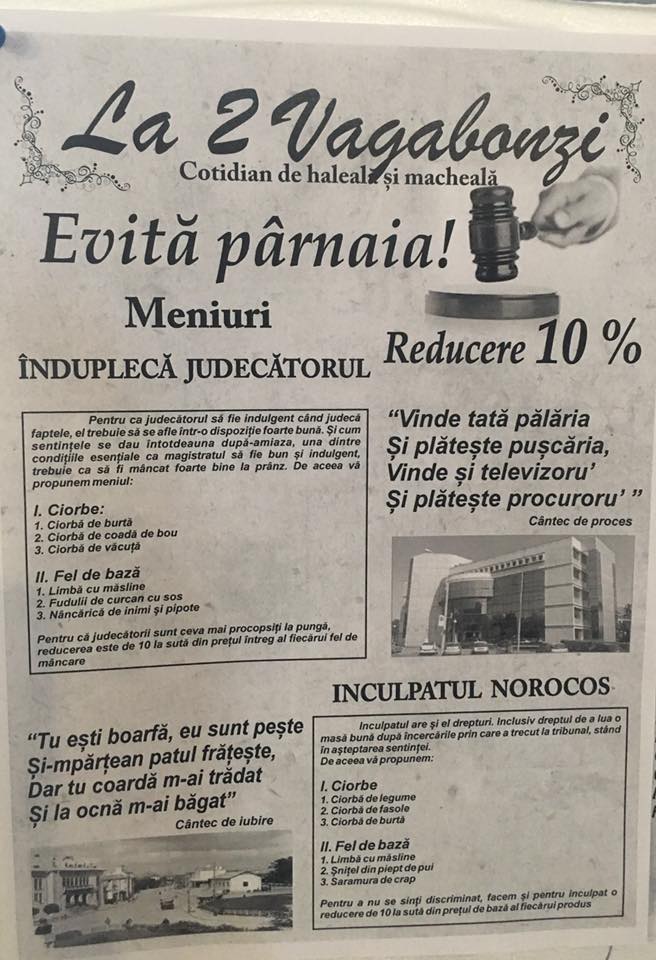 La 2 Vagabonzi
Cotidian de haleală și macheală
Evită pârnaia!
Meniuri
Reducere 10 %
ÎNDUPLECĂ JUDECĂTORUL
Pentru ca judecătorul să fie indulgent când judecă
faptele, el trebuie să se afle într-o dispoziție foarte bună. Și cum
sentințele se dau întotdeauna după-amiaza, una dintre
condițiile esențiale ca magistratul să fie bun și indulgent,
trebuie ca să fi mâncat foarte bine la prânz. De aceea vă
propunem meniul:
I. Ciorbe:
1. Ciorbă de burtă
2. Ciorbă de coadă de bou
3. Ciorbă de văcuță
II. Fel de bază
1. Limbă cu măsline
2. Fudulii de curcan cu sos
3. Nâncărică de inimi și pipote
Pentru că judecătorii sunt ceva mai procopsiți la pungă,
reducerea este de 10 la sută din prețul întreg al fiecărui fel de
mâncare
“Vinde tată pălăria
Și plătește pușcăria,
Vinde și televizoru’
Și plătește procuroru’ ”
Cântec de proces
“Tu ești boarfă, eu sunt pește
Și-mpărțean patul frățește,
Dar tu coardă m-ai trădat
Și la ocnă m-ai băgat”
Cântec de iubire
INCULPATUL NOROCOS
Inculpatul are și el drepturi. Inclusiv dreptul de a lua o
masă bună după încercările prin care a trecut la tribunal, stând
în așteptarea sentinței.
De aceea vă propunem:
I. Ciorbe
1. Ciorbă de legume
2. Ciorbă de fasole
3. Ciorbă de burtă
II. Fel de bază
1. Limbă cu măsline
2. Șnițel din piept de pui
3. Saramura de crap
Pentru a nu se sinți discriminat, facem și pentru inculpat o
reducere de 10 la sută din prețul de bază al fiecărui produs